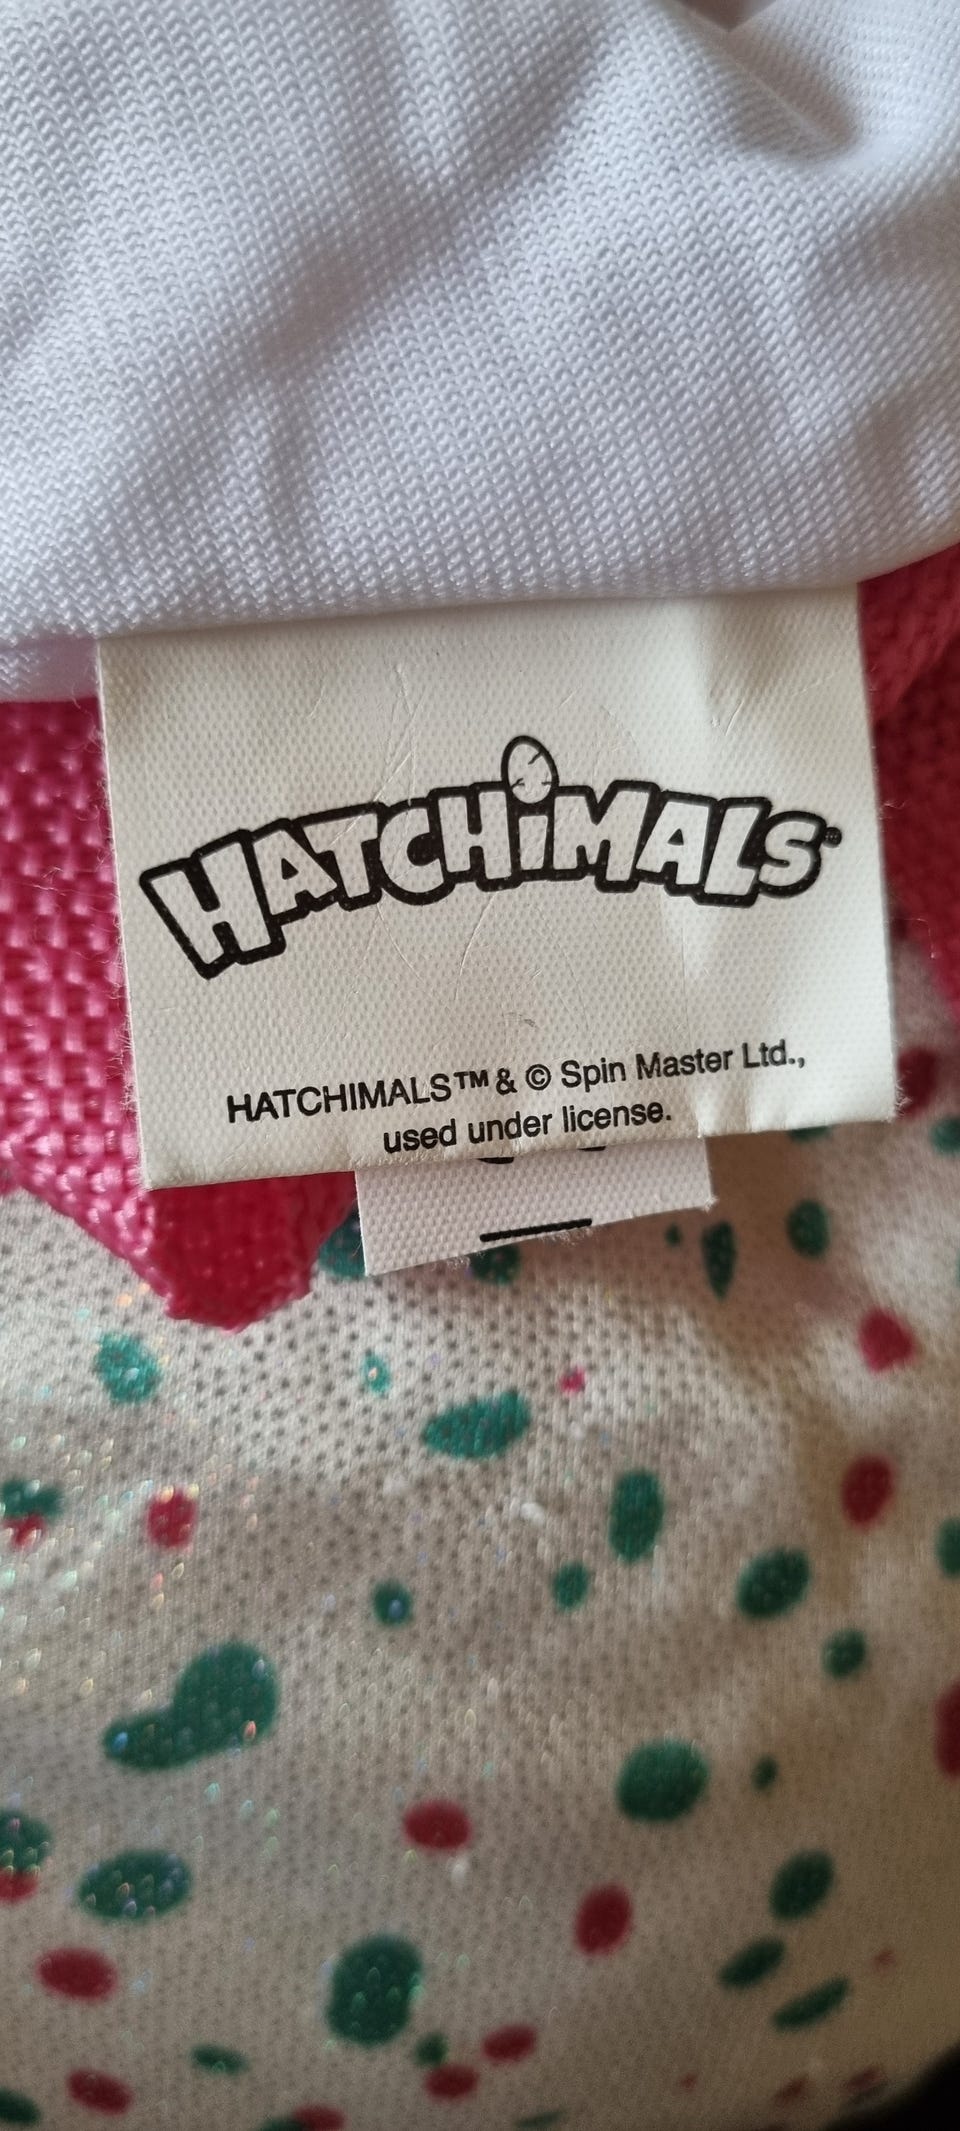 HATCHiMALS
HATCHIMALS™ & © Spin Master Ltd.,
used under license.